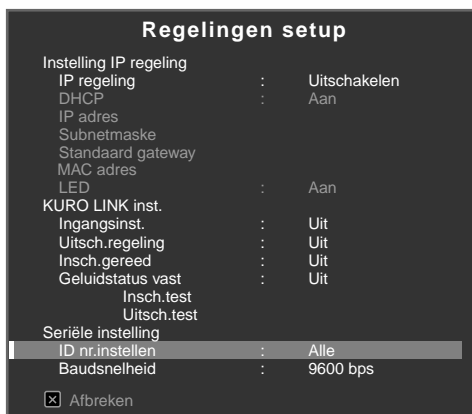 Regelingen setup
Instelling IP regeling
IP regeling : Uitschakelen
DHCP : Aan
IP adres
Subnetmaske
Standaard gateway
MAC adres
LED : Aan
KURO LINK inst.
Ingangsinst. : Uit
Uitsch.regeling : Uit
Insch.gereed : Uit
Geluidstatus vast : Uit
Insch.test
Uitsch.test
Seriële instelling
ID nr.instellen : Alle
Baudsnelheid : 9600 bps
Afbreken